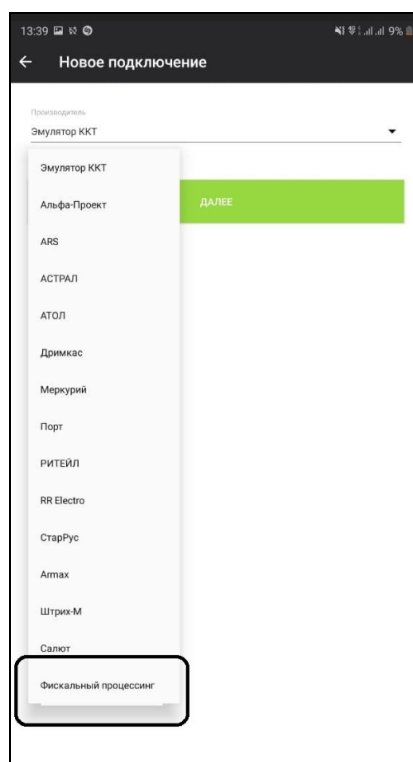 13:39 9%
Новое подключение
Производитель
Эмулятор ККТ
Эмулятор ККТ
Альфа-Проект
ДАЛЕЕ
ARS
АСТРАЛ
АТОЛ
Дримкас
Меркурий
Порт
РИТЕЙЛ
RR Electro
СтарРус
Armax
Штрих-М
Салют
Фискальный процессинг